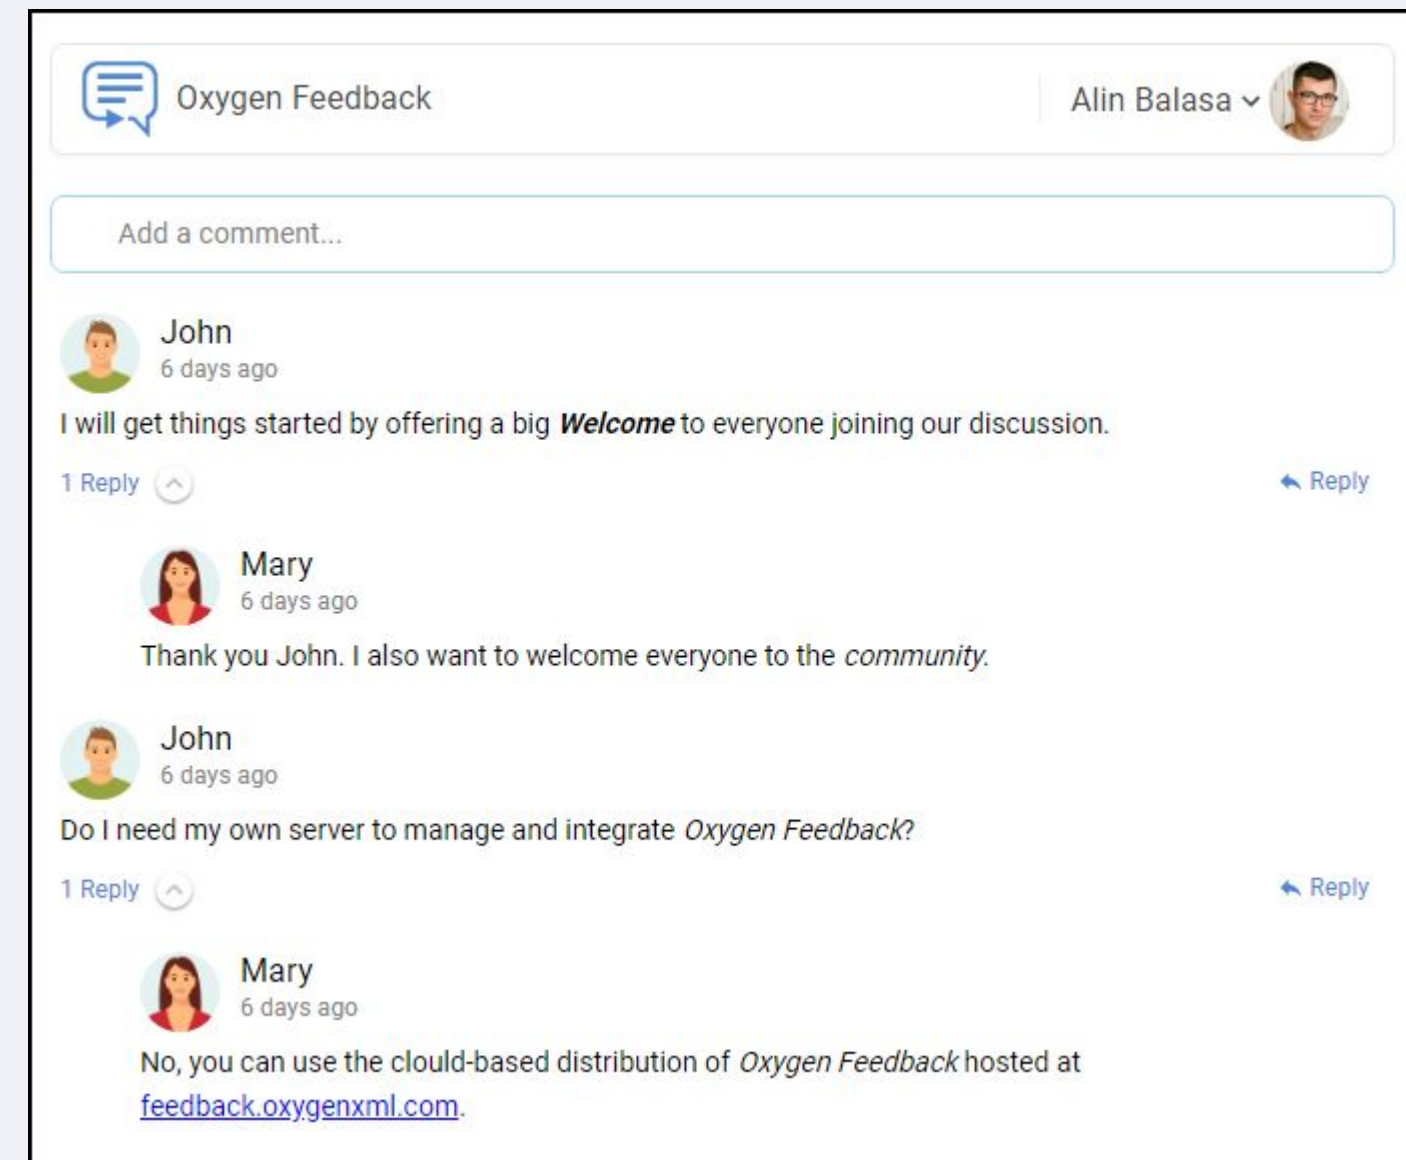 Oxygen Feedback
Alin Balasa
Add a comment...
John
6 days ago
I will get things started by offering a big Welcome to everyone joining our discussion.
1 Reply
Reply
Mary
6 days ago
Thank you John. I also want to welcome everyone to the community.
John
6 days ago
Do I need my own server to manage and integrate Oxygen Feedback?
1 Reply
Reply
Mary
6 days ago
No, you can use the clould-based distribution of Oxygen Feedback hosted at
feedback.oxygenxml.com.